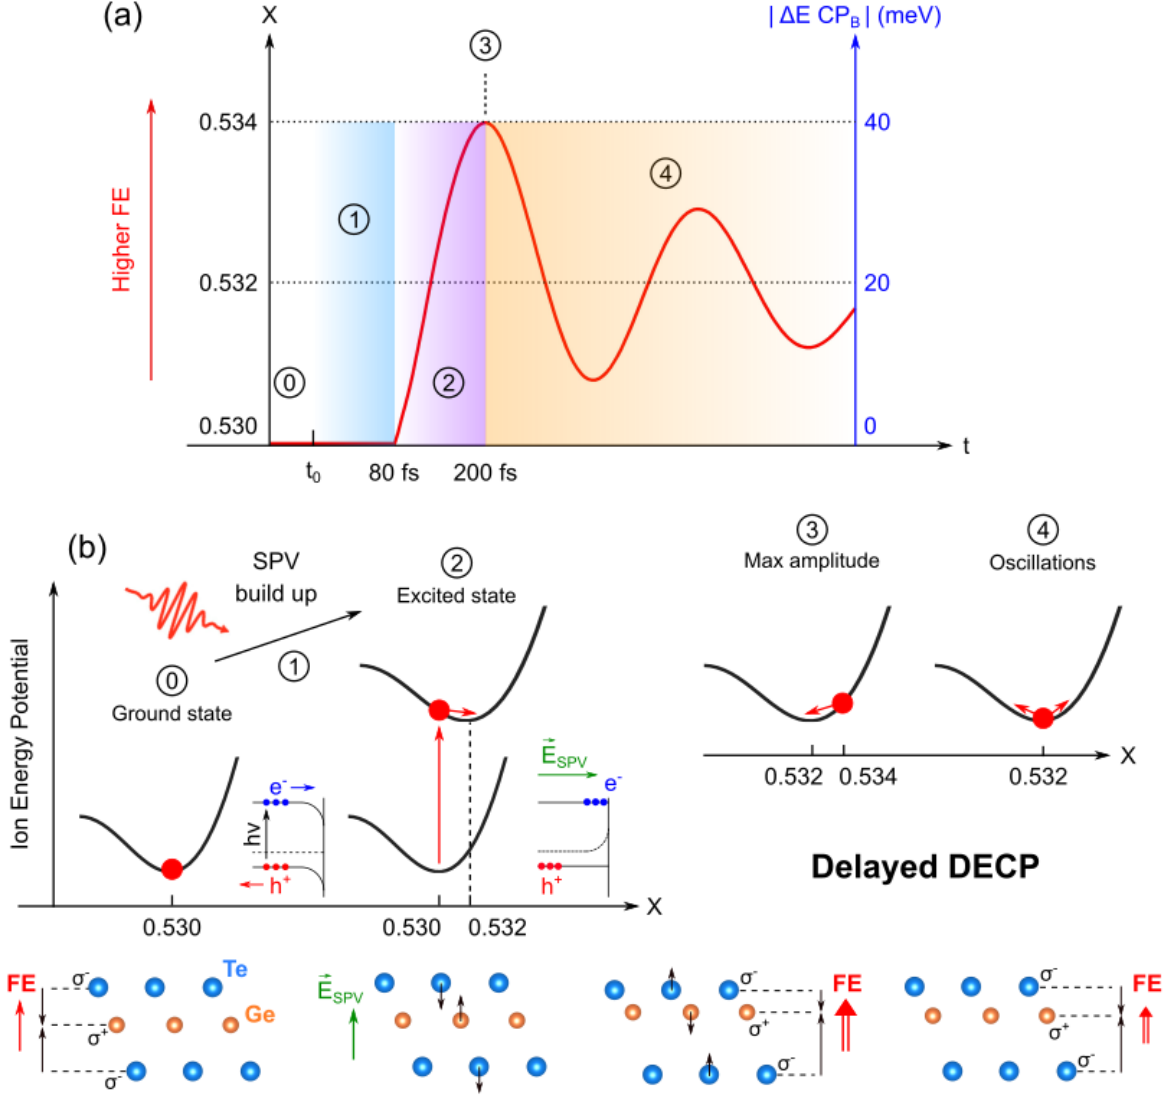 (a)
X
| ΔE CP_B | (meV)
③
0.534
40
④
①
Higher FE
0.532
20
⓪
②
0.530
0
t₀
80 fs
200 fs
t
(b)
SPV
build up
②
Excited state
③
Max amplitude
④
Oscillations
①
⓪
Ground state
Ion Energy Potential
E⃗_SPV
e⁻
hν
h⁺
e⁻
h⁺
0.532
0.534
0.532
X
Delayed DECP
0.530
0.530
0.532
X
FE
σ⁻
Te
Ge
σ⁺
σ⁻
E⃗_SPV
σ⁻
σ⁺
σ⁻
FE
σ⁻
σ⁺
σ⁻
FE